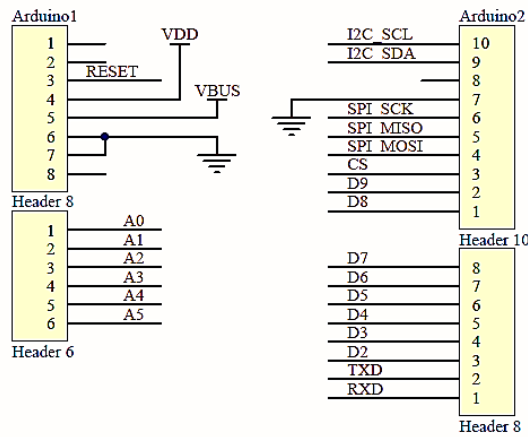 Arduino1
1
2
RESET 3
VDD 4
VBUS 5
6
7
8
Header 8
1 A0
2 A1
3 A2
4 A3
5 A4
6 A5
Header 6
Arduino2
I2C_SCL 10
I2C_SDA 9
8
7
SPI_SCK 6
SPI_MISO 5
SPI_MOSI 4
CS 3
D9 2
D8 1
Header 10
D7 8
D6 7
D5 6
D4 5
D3 4
D2 3
TXD 2
RXD 1
Header 8